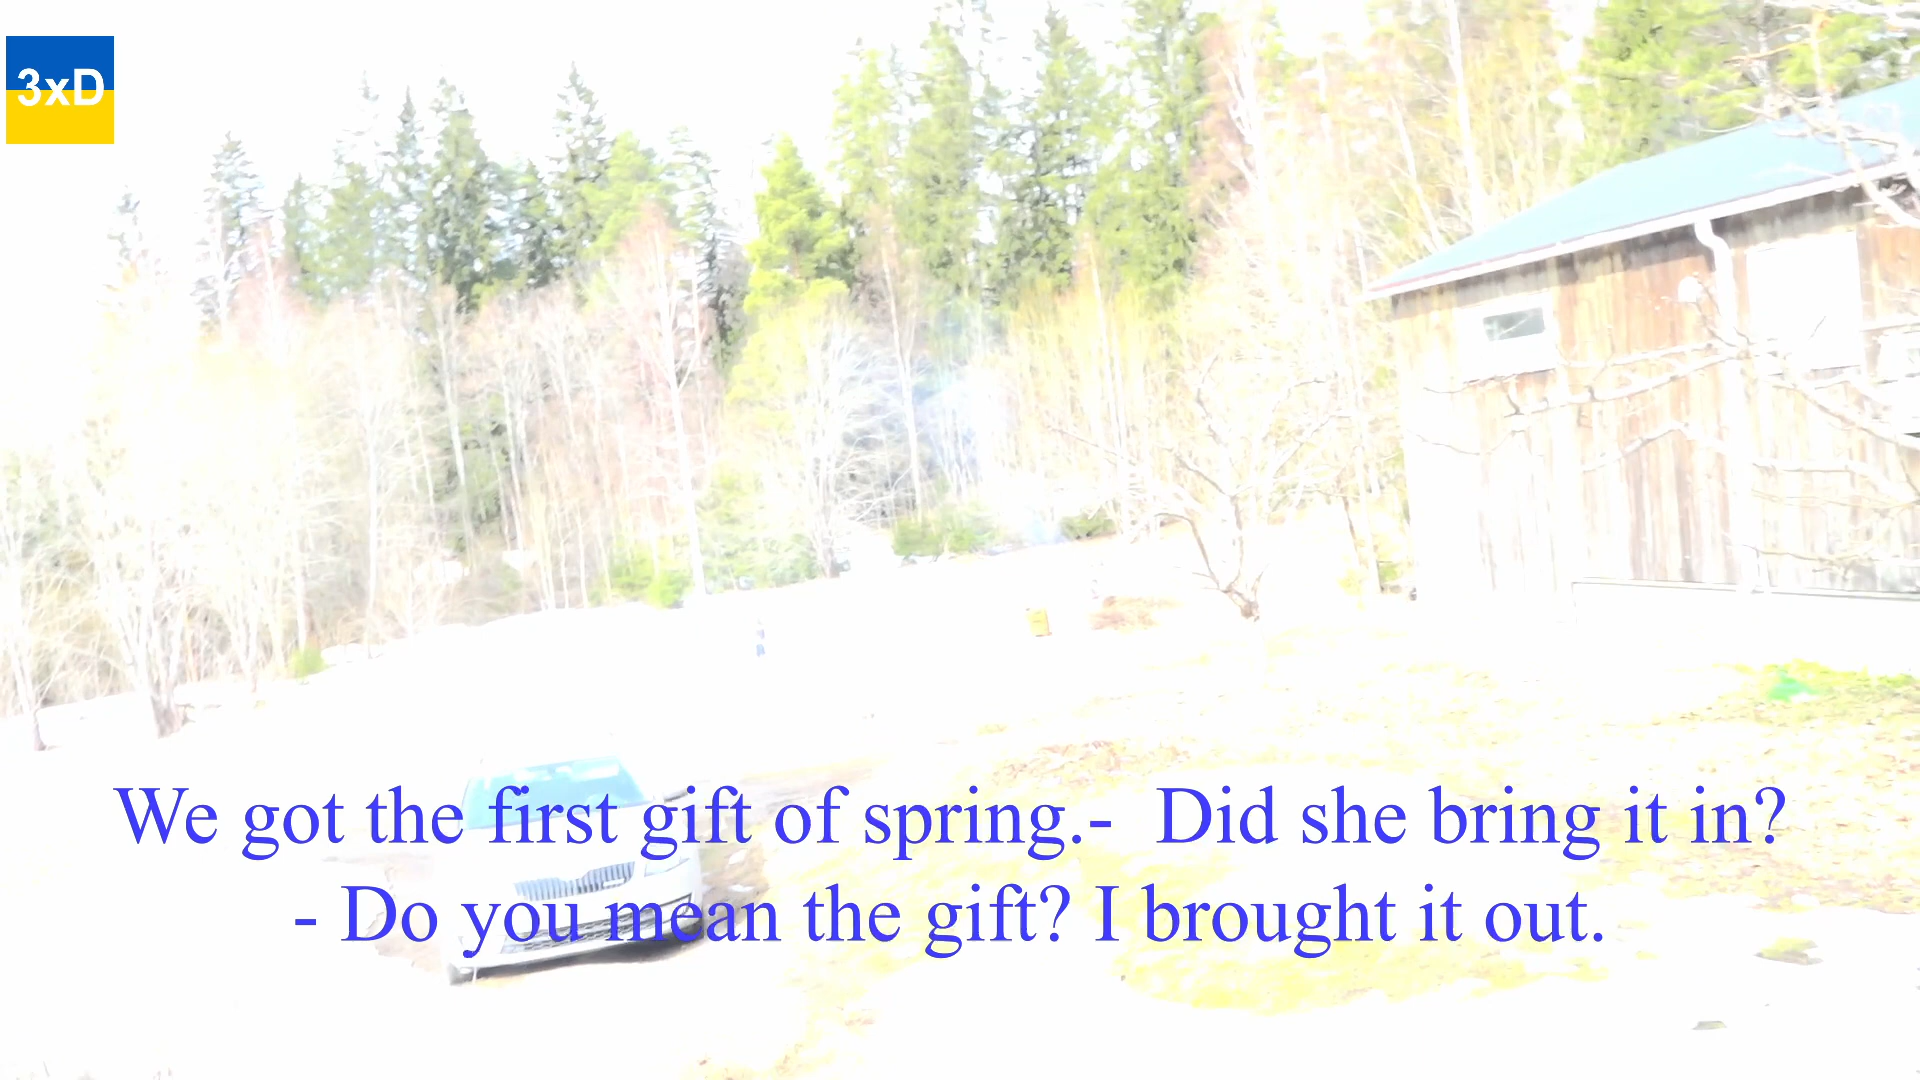 3xD
We got the first gift of spring.-  Did she bring it in?
- Do you mean the gift? I brought it out.